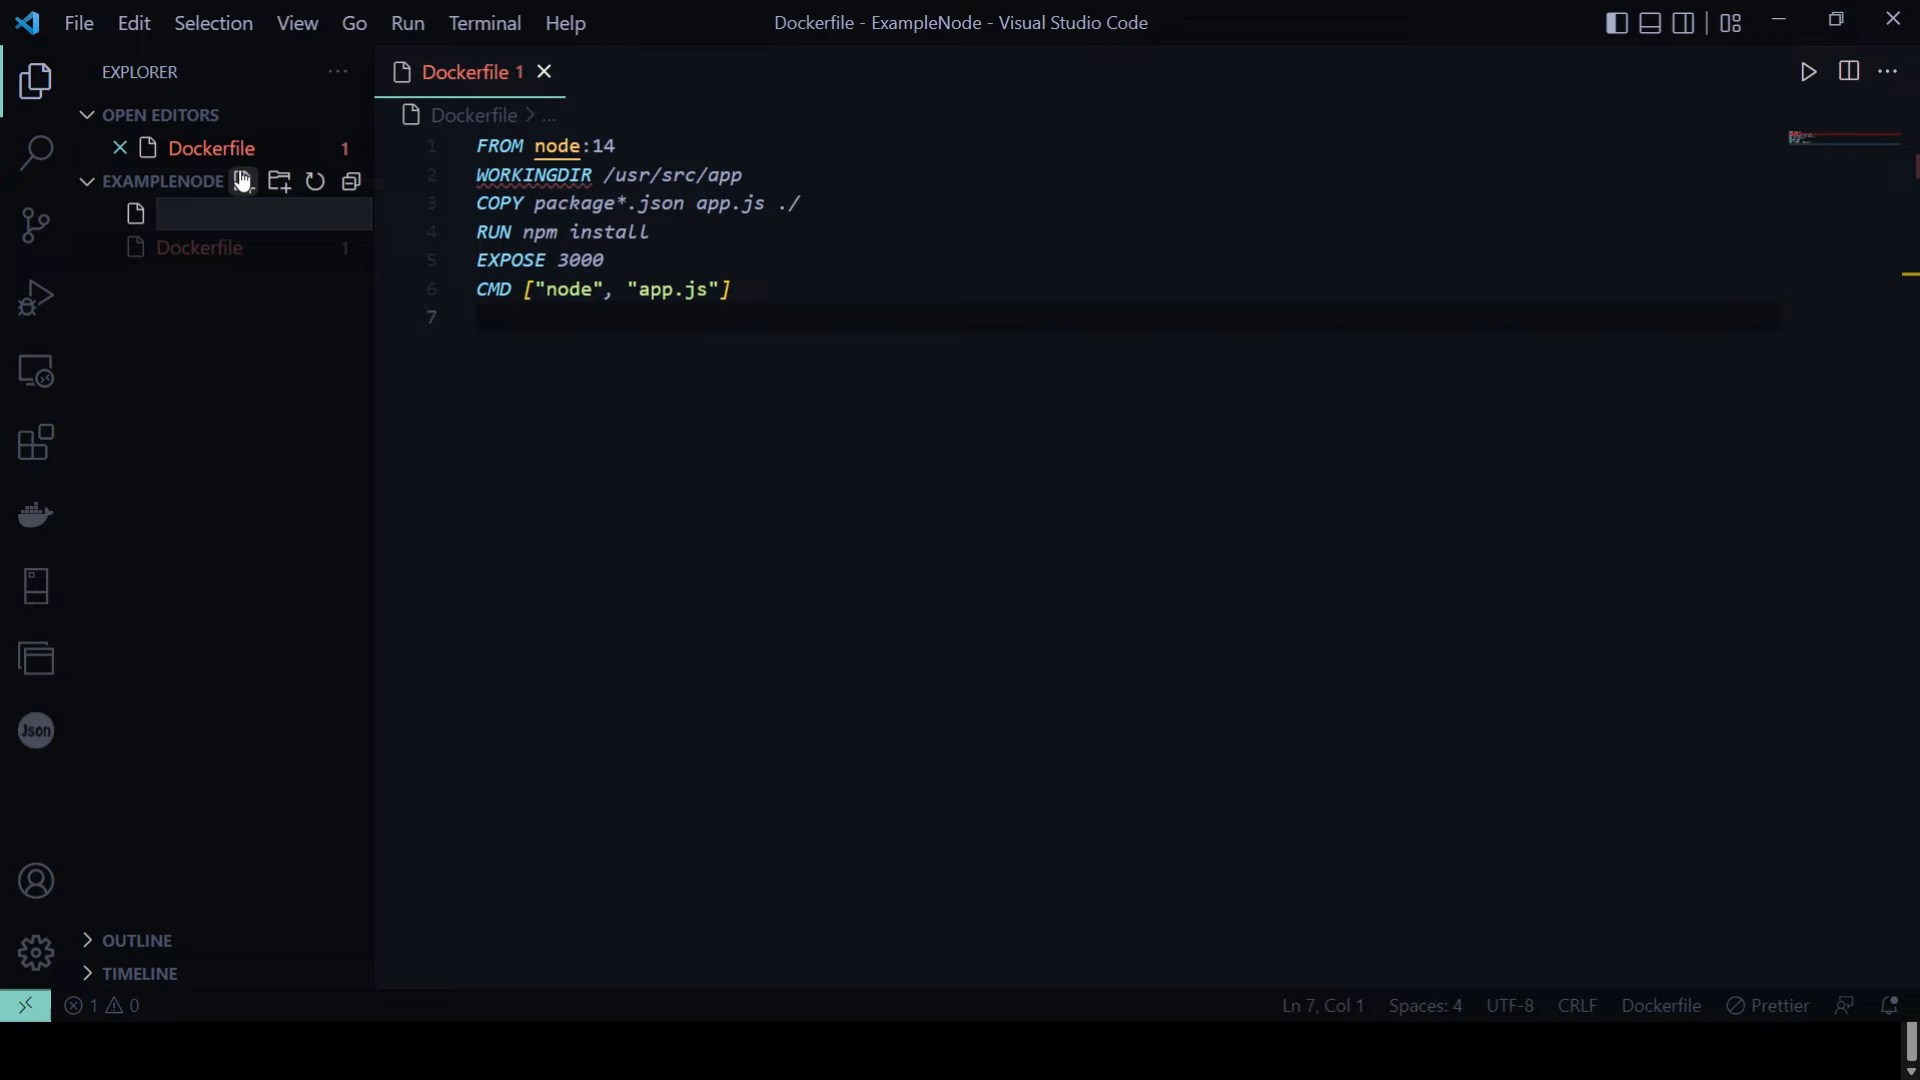 File Edit Selection View Go Run Terminal Help
Dockerfile - ExampleNode - Visual Studio Code
EXPLORER
OPEN EDITORS
Dockerfile 1
EXAMPLENODE
Dockerfile 1
Dockerfile 1
Dockerfile > ...
1 FROM node:14
2 WORKINGDIR /usr/src/app
3 COPY package*.json app.js ./
4 RUN npm install
5 EXPOSE 3000
6 CMD ["node", "app.js"]
7
Json
OUTLINE
TIMELINE
1 0
Ln 7, Col 1 Spaces: 4 UTF-8 CRLF Dockerfile Prettier